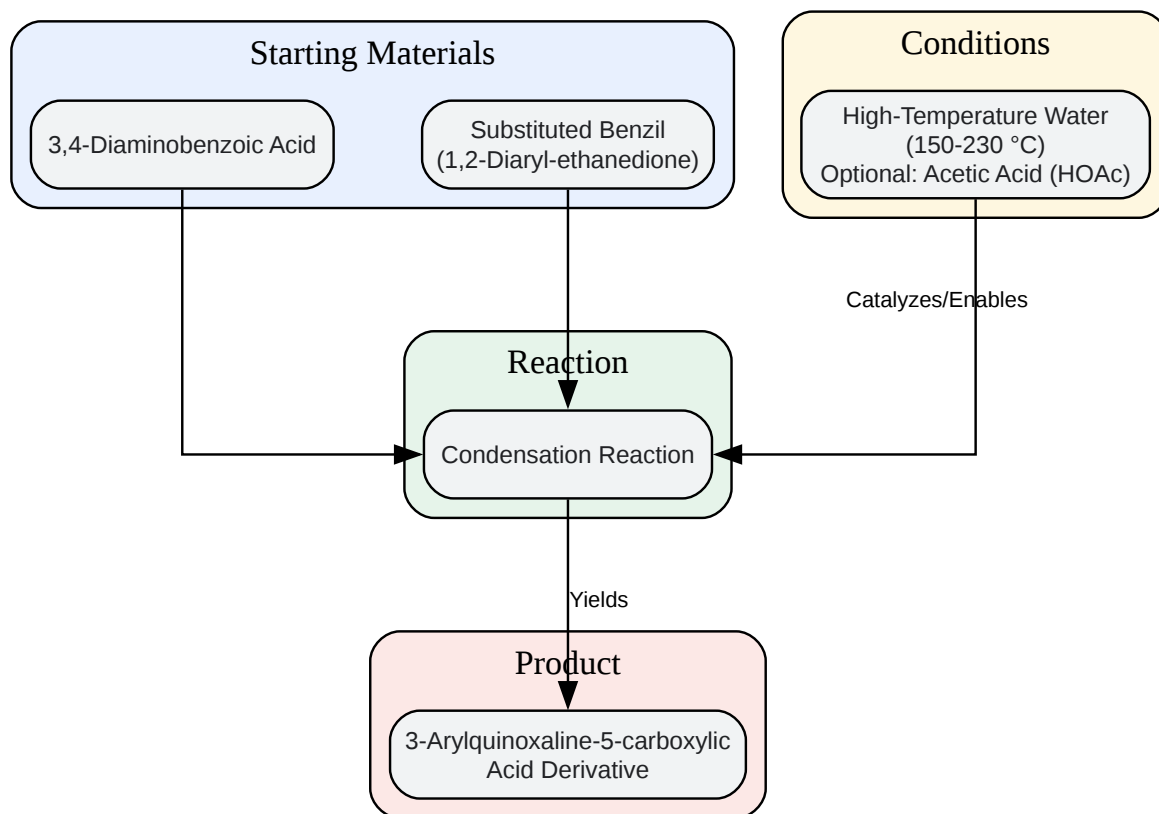 Starting Materials
3,4-Diaminobenzoic Acid
Substituted Benzil
(1,2-Diaryl-ethanedione)
Conditions
High-Temperature Water
(150-230 °C)
Optional: Acetic Acid (HOAc)
Catalyzes/Enables
Reaction
Condensation Reaction
Yields
Product
3-Arylquinoxaline-5-carboxylic
Acid Derivative